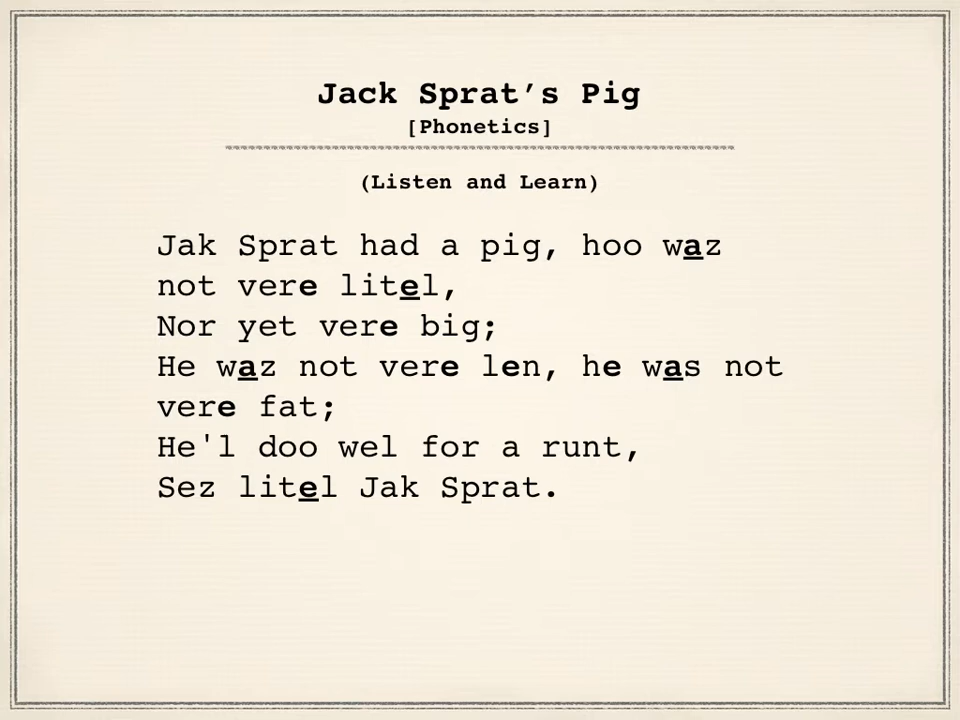 Jack Sprat’s Pig
[Phonetics]
(Listen and Learn)
Jak Sprat had a pig, hoo waz
not vere litel,
Nor yet vere big;
He waz not vere len, he was not
vere fat;
He'l doo wel for a runt,
Sez litel Jak Sprat.